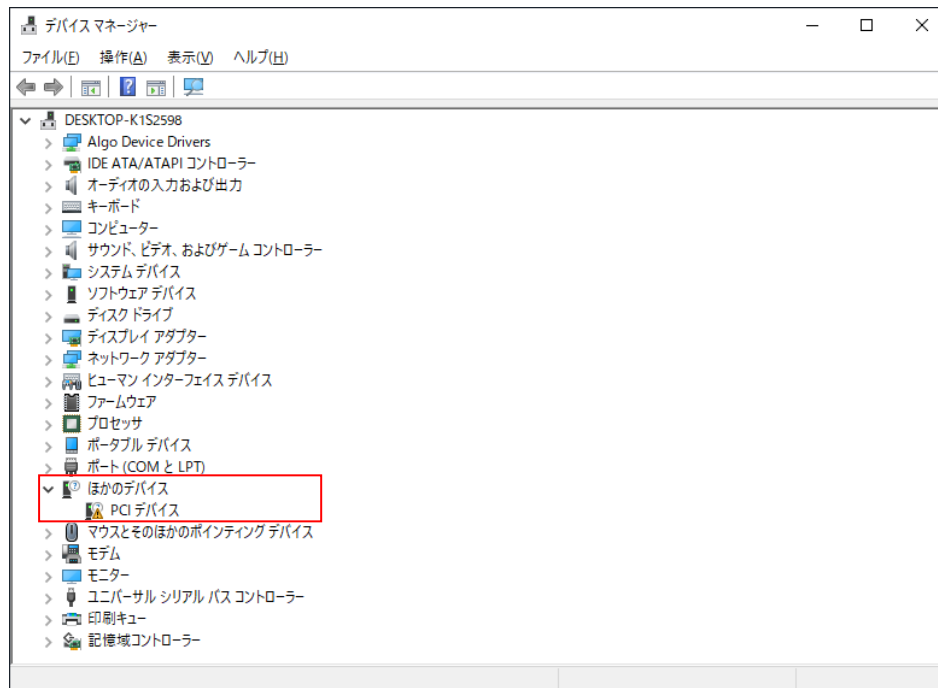 デバイス マネージャー
ファイル(F) 操作(A) 表示(V) ヘルプ(H)
DESKTOP-K1S2598
Algo Device Drivers
IDE ATA/ATAPI コントローラー
オーディオの入力および出力
キーボード
コンピューター
サウンド、ビデオ、およびゲーム コントローラー
システム デバイス
ソフトウェア デバイス
ディスク ドライブ
ディスプレイ アダプター
ネットワーク アダプター
ヒューマン インターフェイス デバイス
ファームウェア
プロセッサ
ポータブル デバイス
ポート (COM と LPT)
ほかのデバイス
PCI デバイス
マウスとそのほかのポインティング デバイス
モデム
モニター
ユニバーサル シリアル バス コントローラー
印刷キュー
記憶域コントローラー